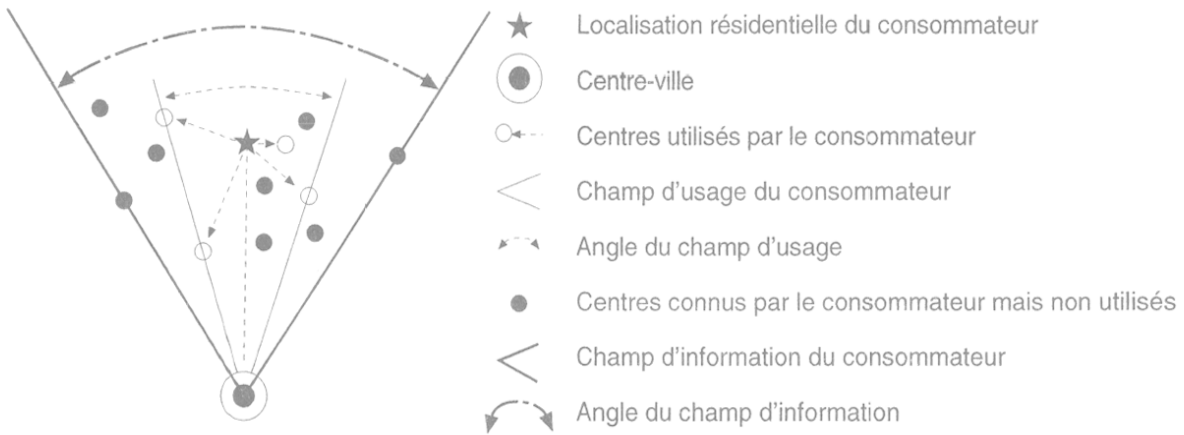 Localisation résidentielle du consommateur
Centre-ville
Centres utilisés par le consommateur
Champ d'usage du consommateur
Angle du champ d'usage
Centres connus par le consommateur mais non utilisés
Champ d'information du consommateur
Angle du champ d'information